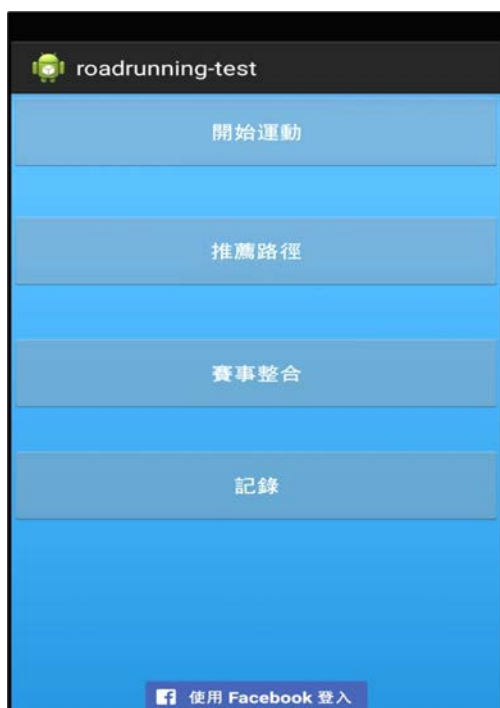 roadrunning-test
開始運動
推薦路徑
賽事整合
記錄
使用 Facebook 登入